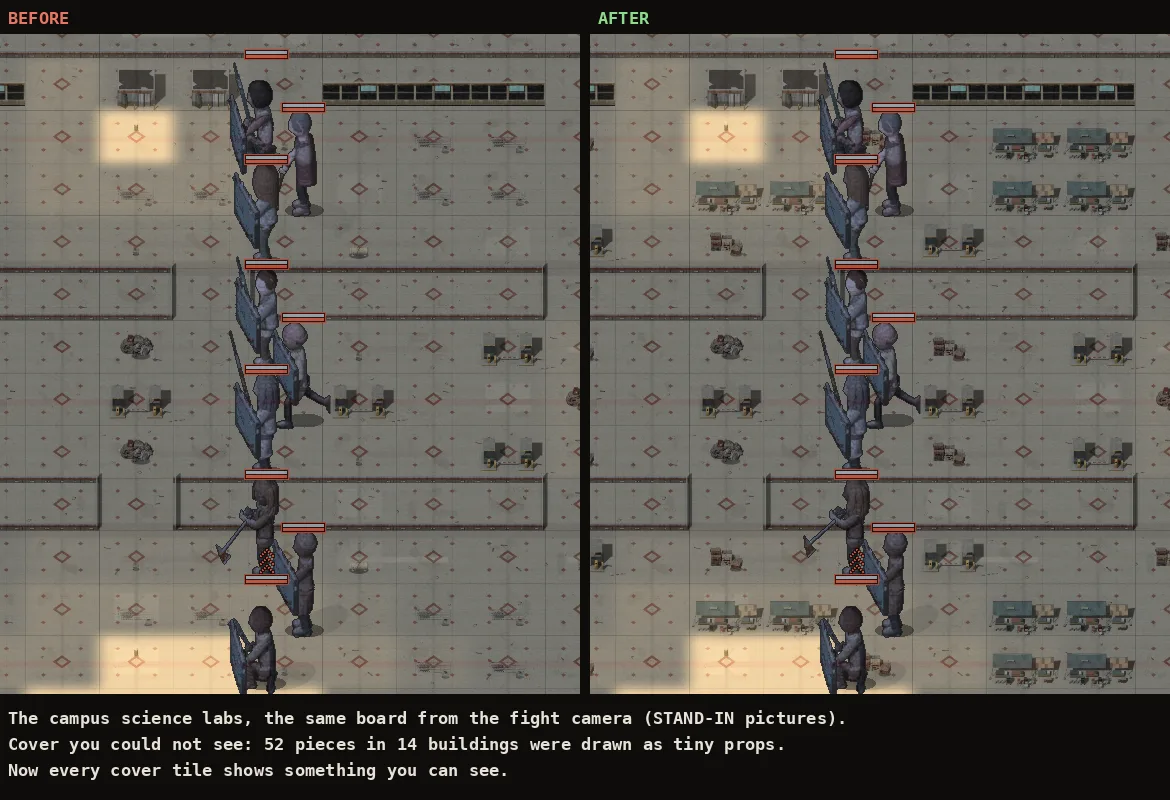 BEFORE
AFTER
The campus science labs, the same board from the fight camera (STAND-IN pictures).
Cover you could not see: 52 pieces in 14 buildings were drawn as tiny props.
Now every cover tile shows something you can see.